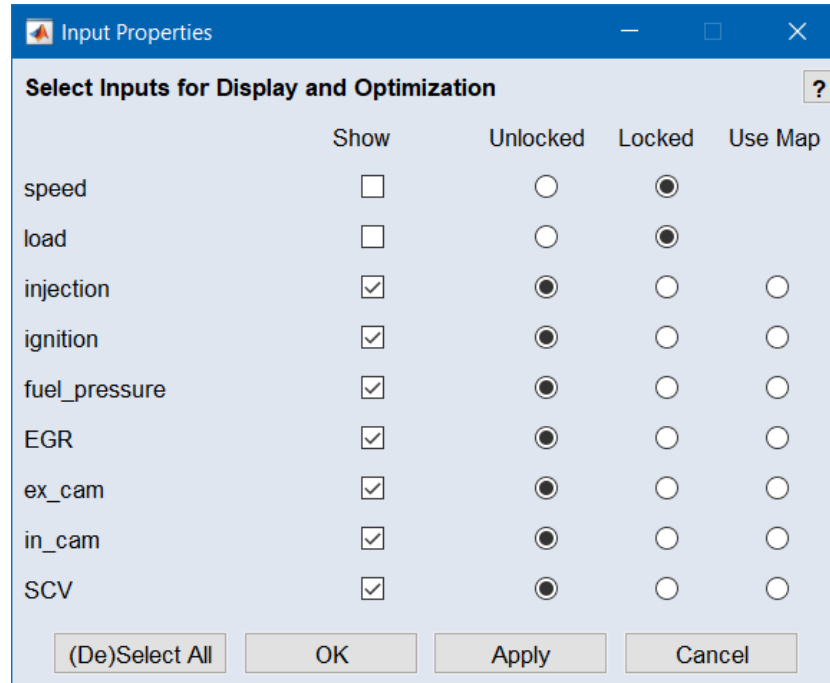 Input Properties
Select Inputs for Display and Optimization
?
Show Unlocked Locked Use Map
speed
load
injection
ignition
fuel_pressure
EGR
ex_cam
in_cam
SCV
(De)Select All OK Apply Cancel